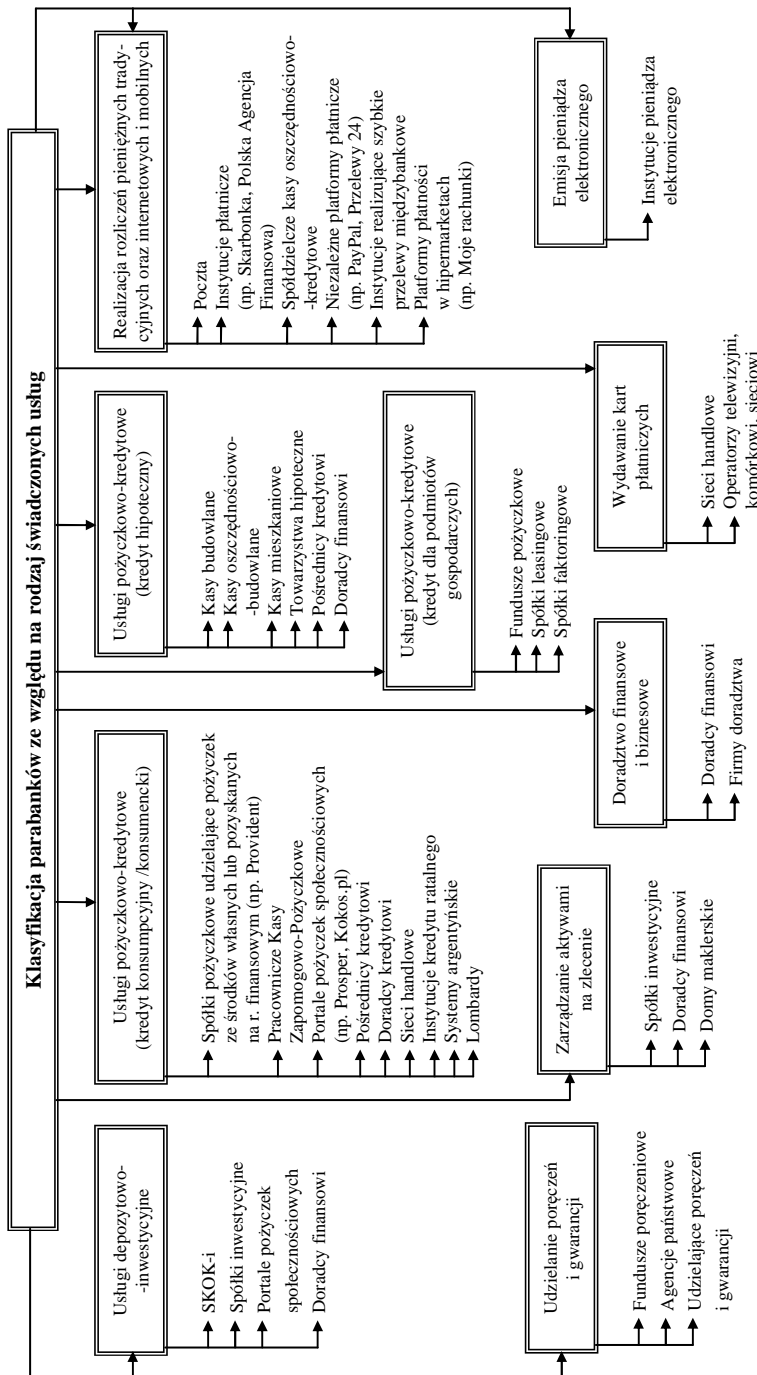 Klasyfikacja parabanków ze względu na rodzaj świadczonych usług
Usługi depozytowo-
-inwestycyjne
SKOK-i
Spółki inwestycyjne
Portale pożyczek
społecznościowych
Doradcy finansowi
Usługi pożyczkowo-kredytowe
(kredyt konsumpcyjny /konsumencki)
Spółki pożyczkowe udzielające pożyczek
ze środków własnych lub pozyskanych
na r. finansowym (np. Provident)
Pracownicze Kasy
Zapomogowo-Pożyczkowe
Portale pożyczek społecznościowych
(np. Prosper, Kokos.pl)
Pośrednicy kredytowi
Doradcy kredytowi
Sieci handlowe
Instytucje kredytu ratalnego
Systemy argentyńskie
Lombardy
Usługi pożyczkowo-kredytowe
(kredyt hipoteczny)
Kasy budowlane
Kasy oszczędnościowo-
-budowlane
Kasy mieszkaniowe
Towarzystwa hipoteczne
Pośrednicy kredytowi
Doradcy finansowi
Realizacja rozliczeń pieniężnych trady-
cyjnych oraz internetowych i mobilnych
Poczta
Instytucje płatnicze
(np. Skarbonka, Polska Agencja
Finansowa)
Spółdzielcze kasy oszczędnościowo-
-kredytowe
Niezależne platformy płatnicze
(np. PayPal, Przelewy 24)
Instytucje realizujące szybkie
przelewy międzybankowe
Platformy płatności
w hipermarketach
(np. Moje rachunki)
Usługi pożyczkowo-kredytowe
(kredyt dla podmiotów
gospodarczych)
Fundusze pożyczkowe
Spółki leasingowe
Spółki faktoringowe
Udzielanie poręczeń
i gwarancji
Fundusze poręczeniowe
Agencje państwowe
Udzielające poręczeń
i gwarancji
Zarządzanie aktywami
na zlecenie
Spółki inwestycyjne
Doradcy finansowi
Domy maklerskie
Doradztwo finansowe
i biznesowe
Doradcy finansowi
Firmy doradztwa
Wydawanie kart
płatniczych
Sieci handlowe
Operatorzy telewizyjni,
komórkowi, sieciowi
Emisja pieniądza
elektronicznego
Instytucje pieniądza
elektronicznego